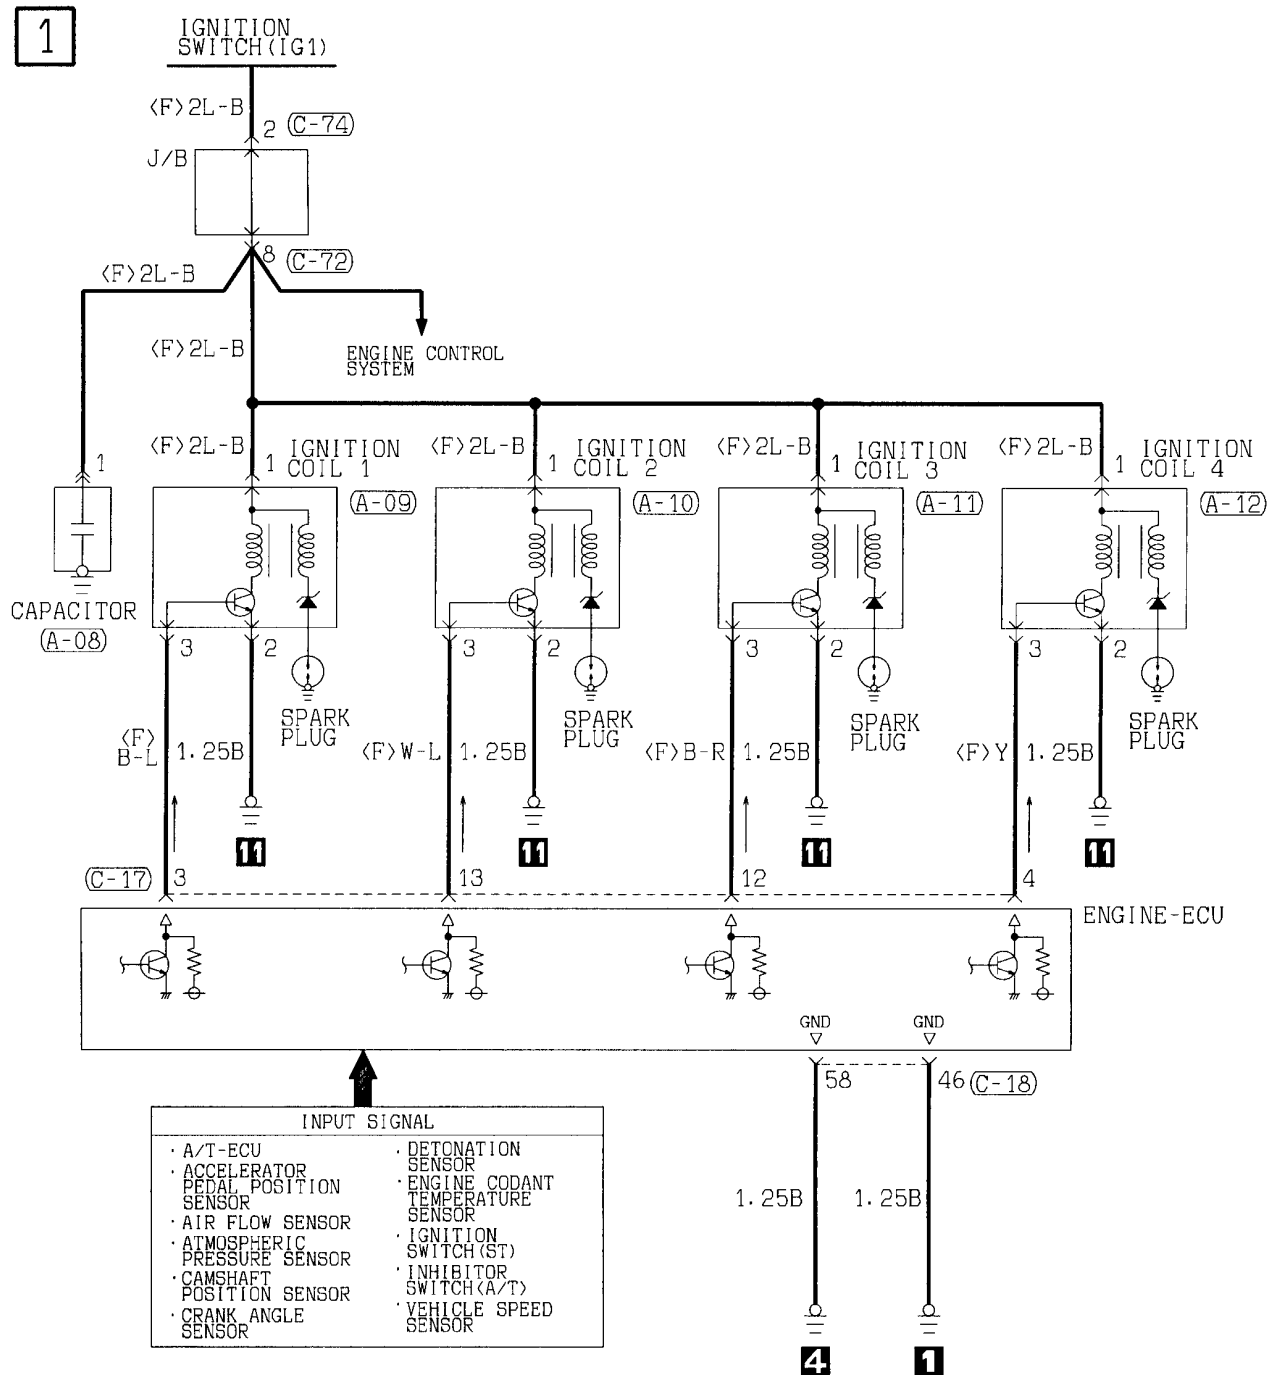 1
IGNITION
SWITCH(IG1)
<F>2L-B
2
C-74
J/B
8
C-72
<F>2L-B
<F>2L-B
ENGINE CONTROL
SYSTEM
1
<F>2L-B
1
IGNITION
COIL 1
<F>2L-B
1
IGNITION
COIL 2
<F>2L-B
1
IGNITION
COIL 3
<F>2L-B
1
IGNITION
COIL 4
A-09
A-10
A-11
A-12
CAPACITOR
A-08
3
2
3
2
3
2
3
2
SPARK
PLUG
SPARK
PLUG
SPARK
PLUG
SPARK
PLUG
<F>
B-L
1.25B
<F>W-L
1.25B
<F>B-R
1.25B
<F>Y
1.25B
11
11
11
11
C-17
3
13
12
4
ENGINE-ECU
GND
GND
58
46
C-18
INPUT SIGNAL
· A/T-ECU
· ACCELERATOR
PEDAL POSITION
SENSOR
· AIR FLOW SENSOR
· ATMOSPHERIC
PRESSURE SENSOR
· CAMSHAFT
POSITION SENSOR
· CRANK ANGLE
SENSOR
· DETONATION
SENSOR
· ENGINE CODANT
TEMPERATURE
SENSOR
· IGNITION
SWITCH(ST)
· INHIBITOR
SWITCH<A/T>
· VEHICLE SPEED
SENSOR
1.25B
1.25B
4
1